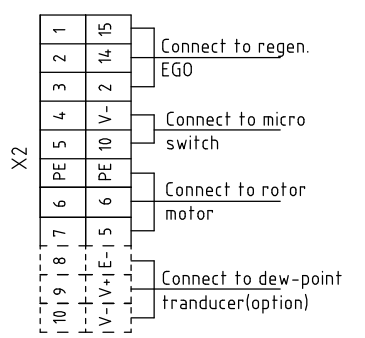 X2
1 15
2 14
3 2
4 V-
5 10
PE PE
6 6
7 5
8 E-
9 V+
10 V-
Connect to regen.
EGO
Connect to micro
switch
Connect to rotor
motor
Connect to dew-point
tranducer(option)